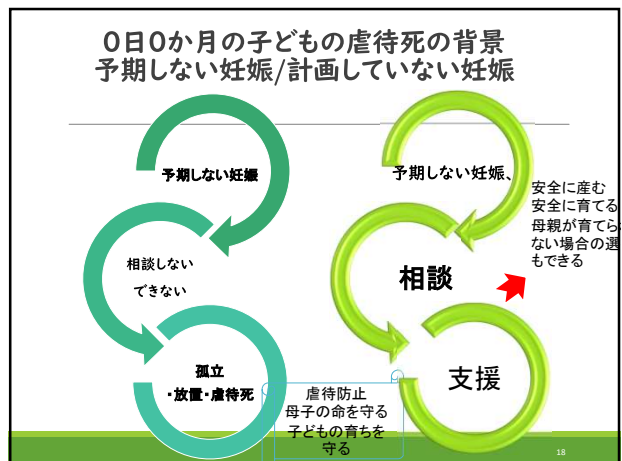 0日0か月の子どもの虐待死の背景
予期しない妊娠/計画していない妊娠
予期しない妊娠
相談しない
できない
孤立
・放置・虐待死
予期しない妊娠、
相談
支援
安全に産む
安全に育てる
母親が育てら
ない場合の選
もできる
虐待防止
母子の命を守る
子どもの育ちを
守る
18